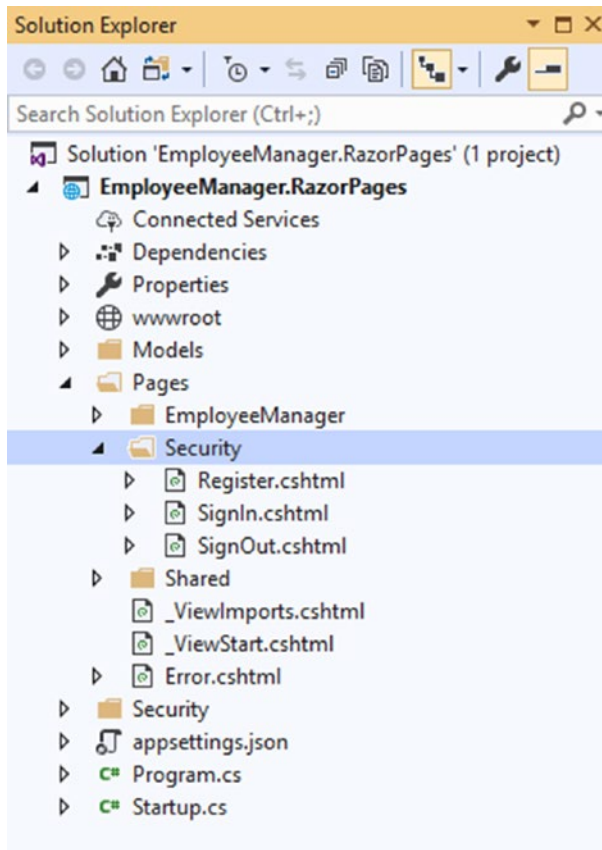 Solution Explorer
Search Solution Explorer (Ctrl+;)
Solution 'EmployeeManager.RazorPages' (1 project)
EmployeeManager.RazorPages
Connected Services
Dependencies
Properties
wwwroot
Models
Pages
EmployeeManager
Security
Register.cshtml
SignIn.cshtml
SignOut.cshtml
Shared
_ViewImports.cshtml
_ViewStart.cshtml
Error.cshtml
Security
appsettings.json
C# Program.cs
C# Startup.cs